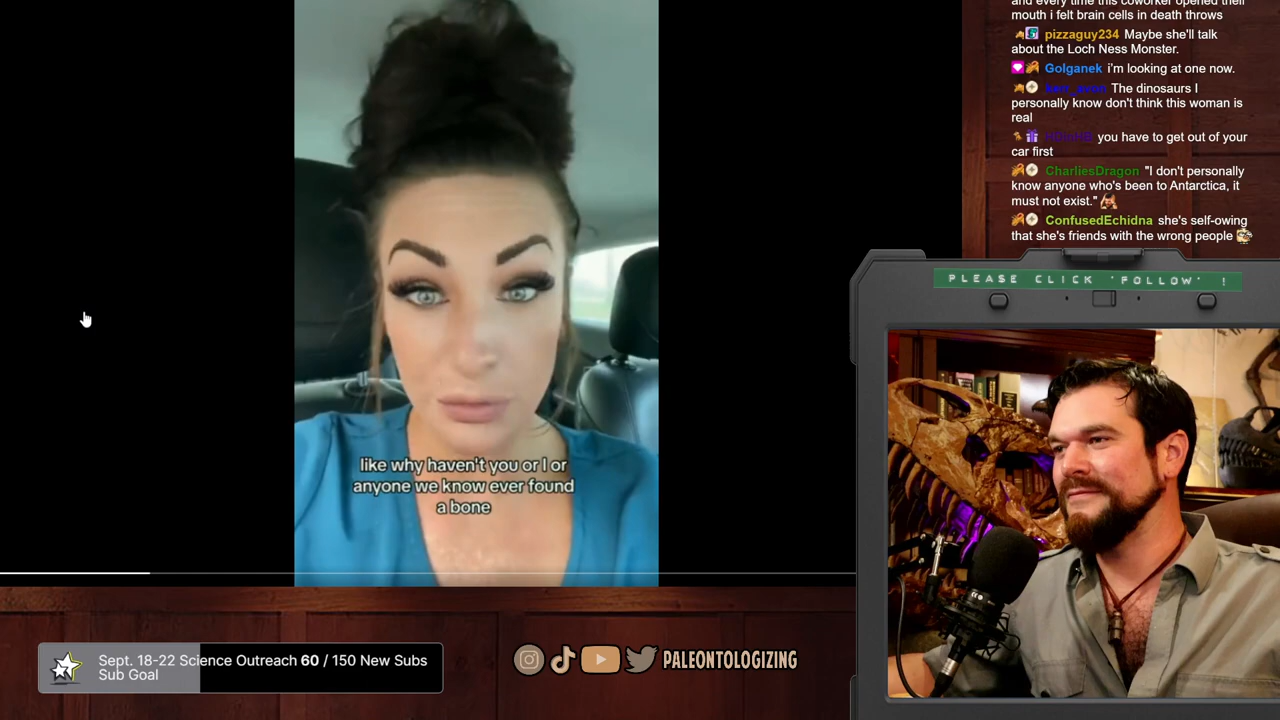 and every time this coworker opened their
mouth i felt brain cells in death throws
pizzaguy234 Maybe she'll talk
about the Loch Ness Monster.
Golganek i'm looking at one now.
The dinosaurs I
personally know don't think this woman is
real
you have to get out of your
car first
CharliesDragon "I don't personally
know anyone who's been to Antarctica, it
must not exist."
ConfusedEchidna she's self-owing
that she's friends with the wrong people
PLEASE CLICK 'FOLLOW' !
like why haven't you or I or
anyone we know ever found
a bone
Sept. 18-22 Science Outreach 60 / 150 New Subs
Sub Goal
PALEONTOLOGIZING